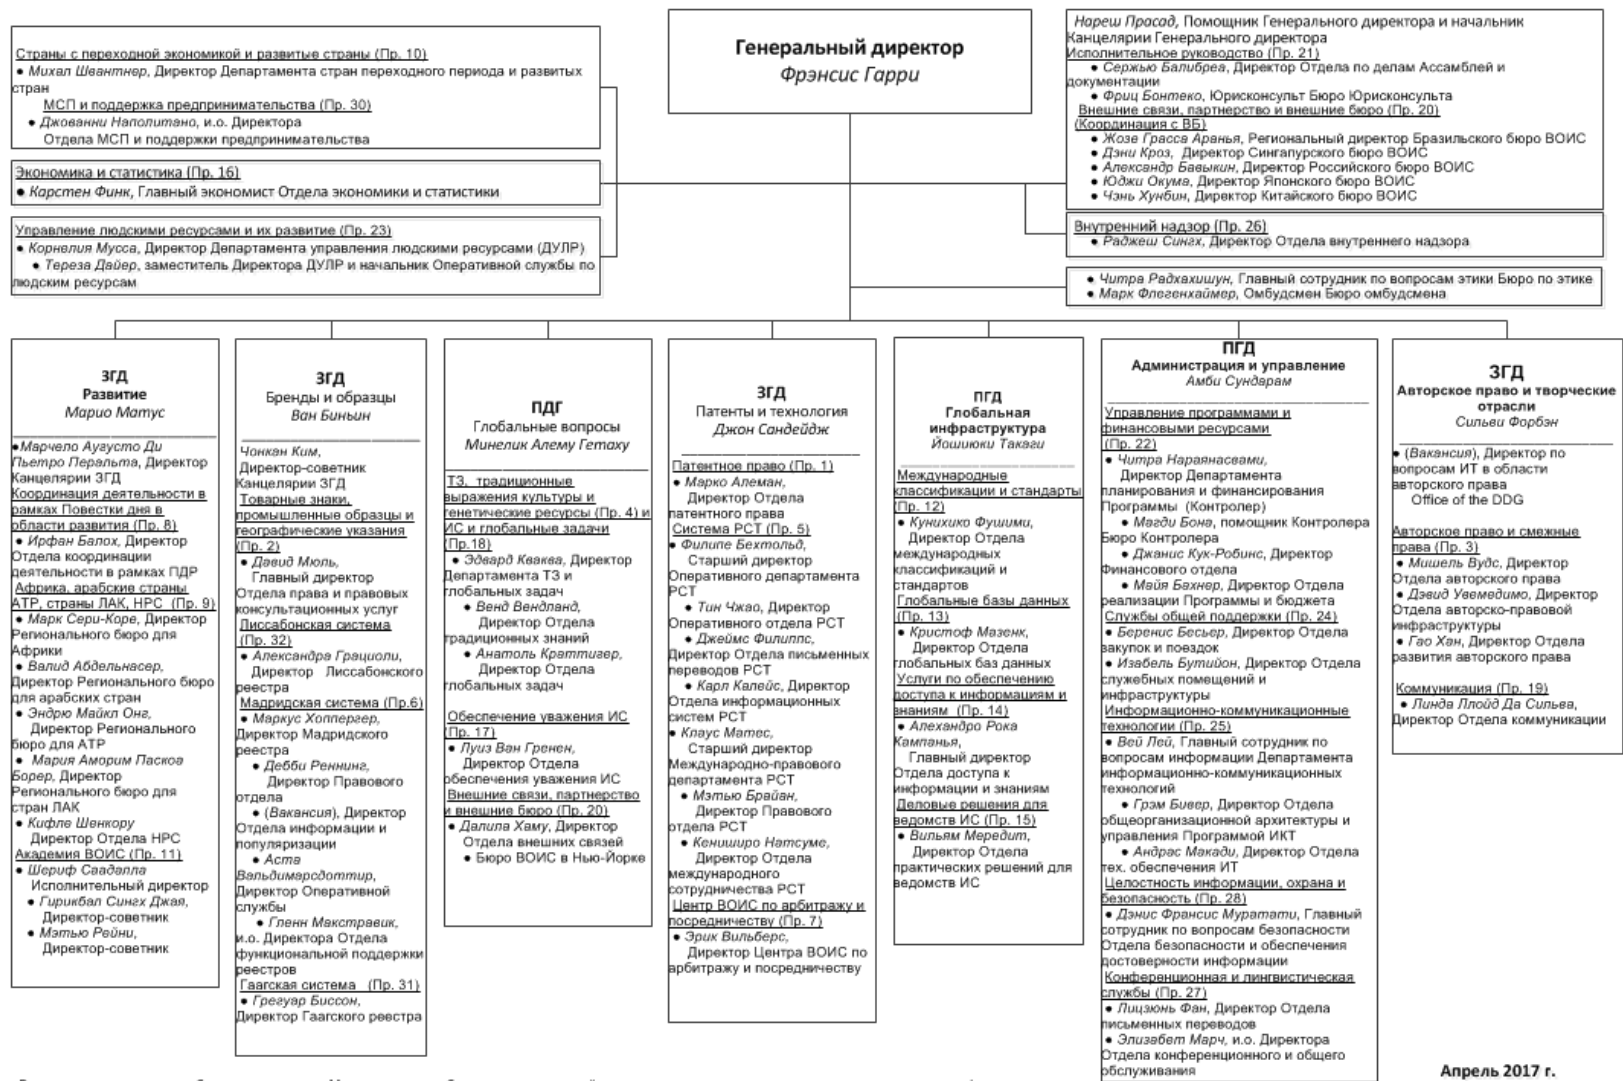 Генеральный директор
Фрэнсис Гарри
Страны с переходной экономикой и развитые страны (Пр. 10)
• Михал Швантнер, Директор Департамента стран переходного периода и развитых
стран
МСП и поддержка предпринимательства (Пр. 30)
• Джованни Наполитано, и.о. Директора
Отдела МСП и поддержки предпринимательства
Экономика и статистика (Пр. 16)
• Карстен Финк, Главный экономист Отдела экономики и статистики
Управление людскими ресурсами и их развитие (Пр. 23)
• Корнелия Мусса, Директор Департамента управления людскими ресурсами (ДУЛР)
• Тереза Дайер, заместитель Директора ДУЛР и начальник Оперативной службы по
людским ресурсам
Нареш Прасад, Помощник Генерального директора и начальник
Канцелярии Генерального директора
Исполнительное руководство (Пр. 21)
• Сержью Балибреа, Директор Отдела по делам Ассамблей и
документации
• Фриц Бонтеко, Юрисконсульт Бюро Юрисконсульта
Внешние связи, партнерство и внешние бюро (Пр. 20)
(Координация с ВБ)
• Жозе Грасса Аранья, Региональный директор Бразильского бюро ВОИС
• Дэни Кроз, Директор Сингапурского бюро ВОИС
• Александр Бавыкин, Директор Российского бюро ВОИС
• Юджи Окума, Директор Японского бюро ВОИС
• Чэнь Хунбин, Директор Китайского бюро ВОИС
Внутренний надзор (Пр. 26)
• Раджеш Сингх, Директор Отдела внутреннего надзора
• Читра Радхахишун, Главный сотрудник по вопросам этики Бюро по этике
• Марк Флегенхаймер, Омбудсмен Бюро омбудсмена
ЗГД
Развитие
Марио Матус
•Марчело Аугусто Ди
Пьетро Перальта, Директор
Канцелярии ЗГД
Координация деятельности в
рамках Повестки дня в
области развития (Пр. 8)
• Ирфан Балох, Директор
Отдела координации
деятельности в рамках ПДР
Африка, арабские страны
АТР, страны ЛАК, НРС (Пр. 9)
• Марк Сери-Коре, Директор
Регионального бюро для
Африки
• Валид Абдельнасер,
Директор Регионального бюро
для арабских стран
• Эндрю Майкл Онг,
Директор Регионального
бюро для АТР
• Мария Аморим Паскоа
Борер, Директор
Регионального бюро для
стран ЛАК
• Кифле Шенкору
Директор Отдела НРС
Академия ВОИС (Пр. 11)
• Шериф Саадалла
Исполнительный директор
• Гирикбал Сингх Джая,
Директор-советник
• Мэтью Рейни,
Директор-советник
ЗГД
Бренды и образцы
Ван Биньин
Чонкан Ким,
Директор-советник
Канцелярии ЗГД
Товарные знаки,
промышленные образцы и
географические указания
(Пр. 2)
• Давид Мюль,
Главный директор
Отдела права и правовых
консультационных услуг
Лиссабонская система
(Пр. 32)
• Александра Грациоли,
Директор Лиссабонского
реестра
Мадридская система (Пр.6)
• Маркус Хоппергер,
Директор Мадридского
реестра
• Дебби Реннинг,
Директор Правового
отдела
• (Вакансия), Директор
Отдела информации и
популяризации
• Аста
Вальдимарсдоттир,
Директор Оперативной
службы
• Гленн Макстравик,
и.о. Директора Отдела
функциональной поддержки
реестров
Гаагская система (Пр. 31)
• Грегуар Биссон,
Директор Гаагского реестра
ПДГ
Глобальные вопросы
Минелик Алему Гетаху
ТЗ, традиционные
выражения культуры и
генетические ресурсы (Пр. 4) и
ИС и глобальные задачи
(Пр.18)
• Эдвард Кваква, Директор
Департамента ТЗ и
глобальных задач
• Венд Вендланд,
Директор Отдела
традиционных знаний
• Анатоль Краттигер,
Директор Отдела
глобальных задач
Обеспечение уважения ИС
(Пр. 17)
• Луиз Ван Гренен,
Директор Отдела
обеспечения уважения ИС
Внешние связи, партнерство
и внешние бюро (Пр. 20)
• Далила Хаму, Директор
Отдела внешних связей
• Бюро ВОИС в Нью-Йорке
ЗГД
Патенты и технология
Джон Сандейдж
Патентное право (Пр. 1)
• Марко Алеман,
Директор Отдела
патентного права
Система РСТ (Пр. 5)
• Филипе Бехтольд,
Старший директор
Оперативного департамента
РСТ
• Тин Чжао, Директор
Оперативного отдела РСТ
• Джеймс Филиппс,
Директор Отдела письменных
переводов РСТ
• Карл Калейс, Директор
Отдела информационных
систем РСТ
• Клаус Матес,
Старший директор
Международно-правового
департамента РСТ
• Мэтью Брайан,
Директор Правового
отдела РСТ
• Кениширо Натсуме,
Директор Отдела
международного
сотрудничества РСТ
Центр ВОИС по арбитражу и
посредничеству (Пр. 7)
• Эрик Вильберс,
Директор Центра ВОИС по
арбитражу и посредничеству
ПГД
Глобальная
инфраструктура
Йошиюки Такаги
Международные
классификации и стандарты
(Пр. 12)
• Кунихико Фушими,
Директор Отдела
международных
классификаций и
стандартов
Глобальные базы данных
(Пр. 13)
• Кристоф Мазенк,
Директор Отдела
глобальных баз данных
Услуги по обеспечению
доступа к информациям и
знаниям (Пр. 14)
• Алехандро Рока
Кампанья,
Главный директор
Отдела доступа к
информации и знаниям
Деловые решения для
ведомств ИС (Пр. 15)
• Вильям Мередит,
Директор Отдела
практических решений для
ведомств ИС
ПГД
Администрация и управление
Амби Сундарам
Управление программами и
финансовыми ресурсами
(Пр. 22)
• Читра Нараянасвами,
Директор Департамента
планирования и финансирования
Программы (Контролер)
• Магди Бона, помощник Контролера
Бюро Контролера
• Джанис Кук-Робинс, Директор
Финансового отдела
• Майя Бахнер, Директор Отдела
реализации Программы и бюджета
Службы общей поддержки (Пр. 24)
• Беренис Бесьер, Директор Отдела
закупок и поездок
• Изабель Бутийон, Директор Отдела
служебных помещений и
инфраструктуры
Информационно-коммуникационные
технологии (Пр. 25)
• Вей Лей, Главный сотрудник по
вопросам информации Департамента
информационно-коммуникационных
технологий
• Грэм Бивер, Директор Отдела
общеорганизационной архитектуры и
управления Программой ИКТ
• Андрас Макади, Директор Отдела
тех. обеспечения ИТ
Целостность информации, охрана и
безопасность (Пр. 28)
• Дэнис Франсис Муратати, Главный
сотрудник по вопросам безопасности
Отдела безопасности и обеспечения
достоверности информации
Конференционная и лингвистическая
службы (Пр. 27)
• Лицзюнь Фан, Директор Отдела
письменных переводов
• Элизабет Марч, и.о. Директора
Отдела конференционного и общего
обслуживания
ЗГД
Авторское право и творческие
отрасли
Сильви Форбэн
• (Вакансия), Директор по
вопросам ИТ в области
авторского права
Office of the DDG
Авторское право и смежные
права (Пр. 3)
• Мишель Вудс, Директор
Отдела авторского права
• Дэвид Увемедимо, Директор
Отдела авторско-правовой
инфраструктуры
• Гао Хан, Директор Отдела
развития авторского права
Коммуникация (Пр. 19)
• Линда Ллойд Да Сильва,
Директор Отдела коммуникации
Апрель 2017 г.